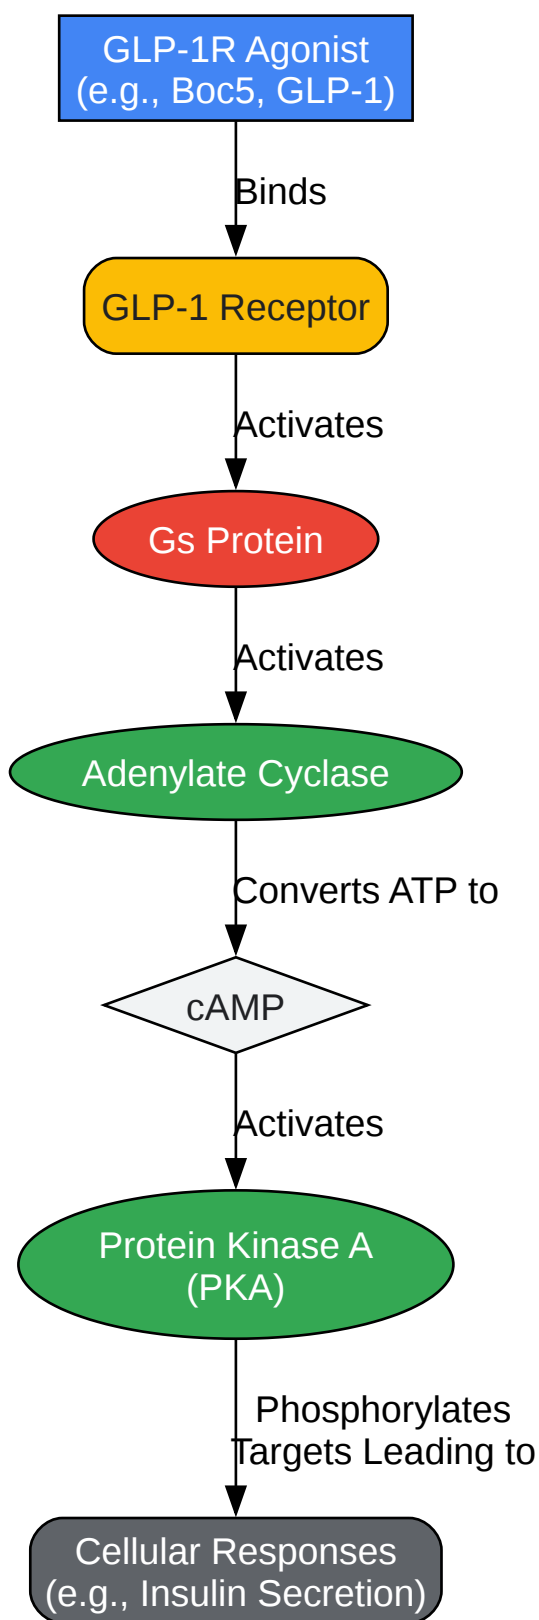 GLP-1R Agonist
(e.g., Boc5, GLP-1)
Binds
GLP-1 Receptor
Activates
Gs Protein
Activates
Adenylate Cyclase
Converts ATP to
cAMP
Activates
Protein Kinase A
(PKA)
Phosphorylates
Targets Leading to
Cellular Responses
(e.g., Insulin Secretion)